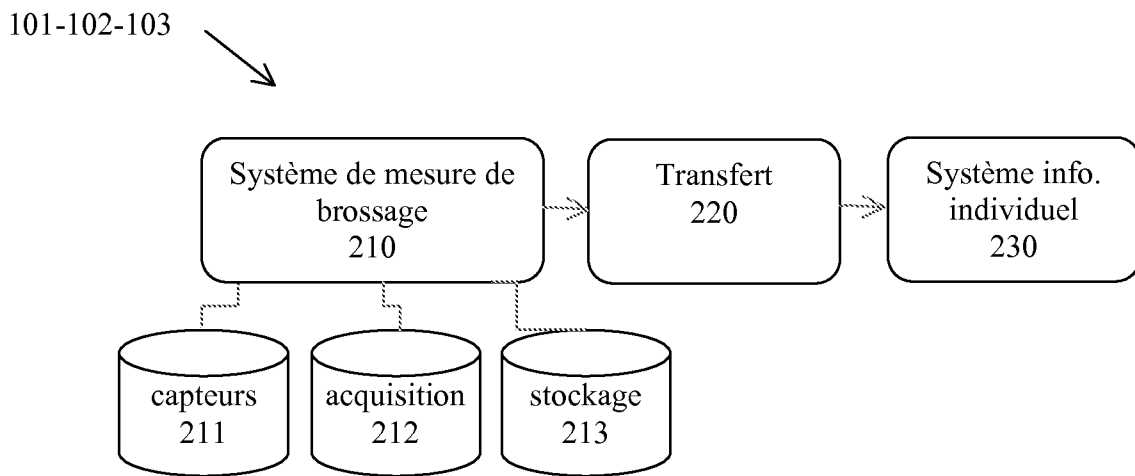 101-102-103
Système de mesure de
brossage
210
Transfert
220
Système info.
individuel
230
capteurs
211
acquisition
212
stockage
213